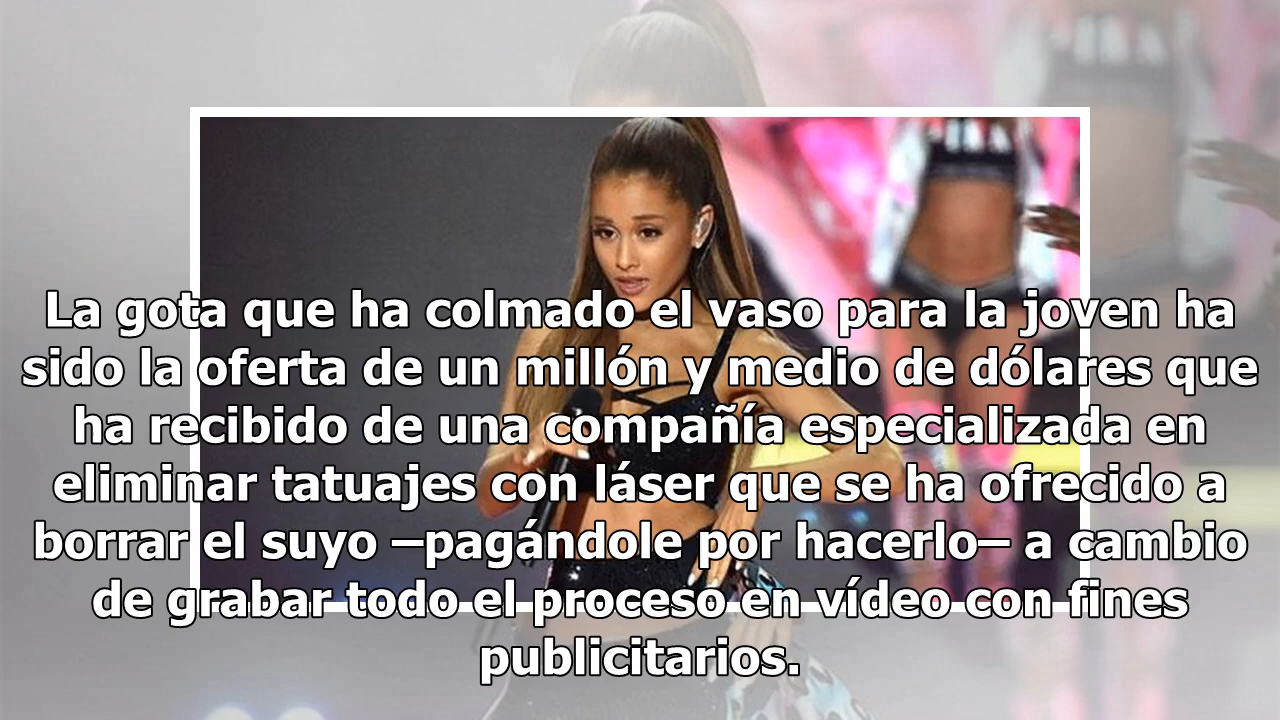 La gota que ha colmado el vaso para la joven ha
sido la oferta de un millón y medio de dólares que
ha recibido de una compañía especializada en
eliminar tatuajes con láser que se ha ofrecido a
borrar el suyo —pagándole por hacerlo— a cambio
de grabar todo el proceso en vídeo con fines
publicitarios.